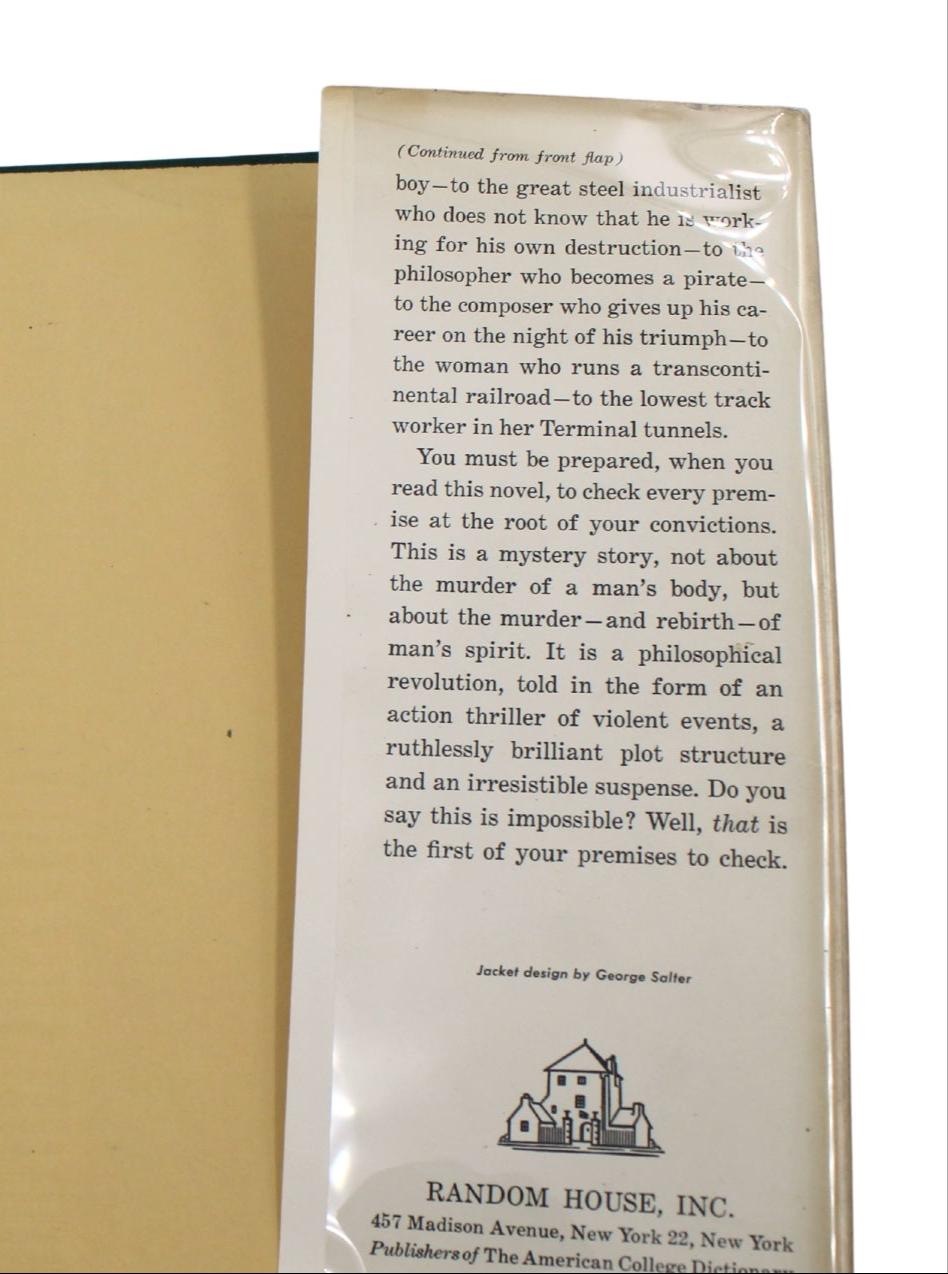 (Continued from front flap)
boy—to the great steel industrialist
who does not know that he is work-
ing for his own destruction—to the
philosopher who becomes a pirate—
to the composer who gives up his ca-
reer on the night of his triumph—to
the woman who runs a transconti-
nental railroad—to the lowest track
worker in her Terminal tunnels.
You must be prepared, when you
read this novel, to check every prem-
ise at the root of your convictions.
This is a mystery story, not about
the murder of a man's body, but
about the murder—and rebirth—of
man's spirit. It is a philosophical
revolution, told in the form of an
action thriller of violent events, a
ruthlessly brilliant plot structure
and an irresistible suspense. Do you
say this is impossible? Well, that is
the first of your premises to check.
Jacket design by George Salter
RANDOM HOUSE, INC.
457 Madison Avenue, New York 22, New York
Publishers of The American College Dictionary